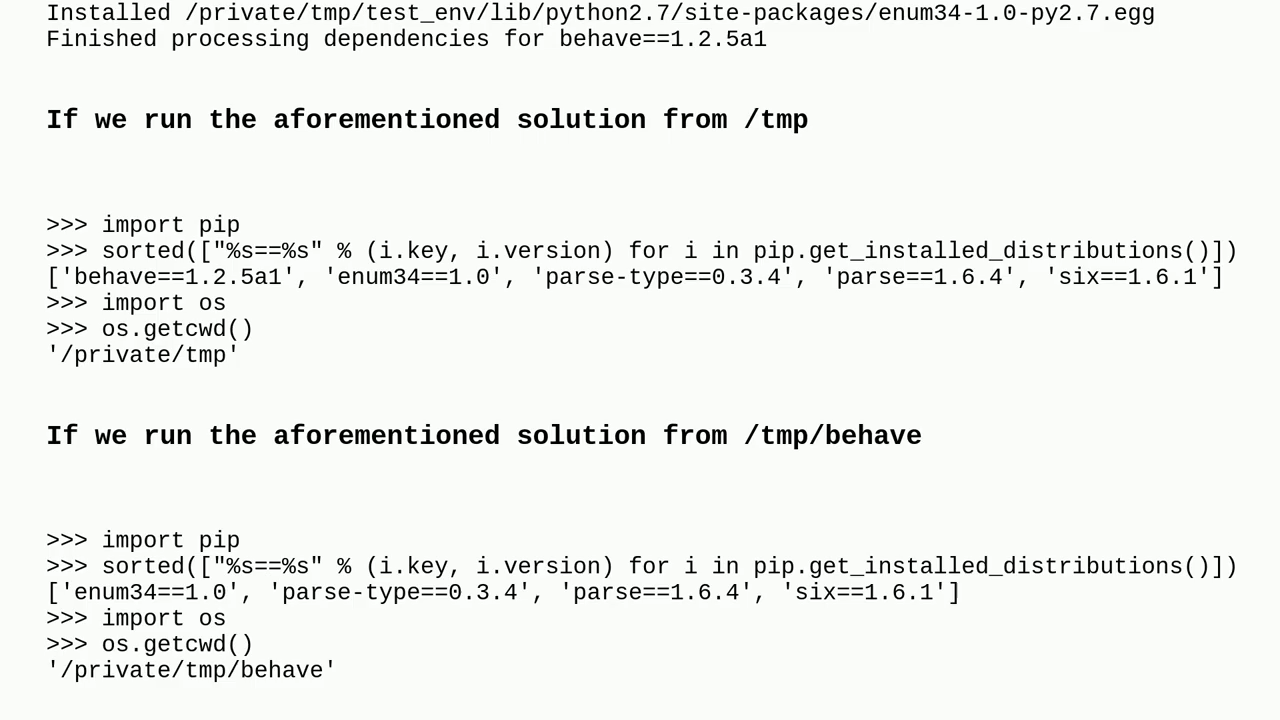 Installed /private/tmp/test_env/lib/python2.7/site-packages/enum34-1.0-py2.7.egg
Finished processing dependencies for behave==1.2.5a1
If we run the aforementioned solution from /tmp
>>> import pip
>>> sorted(["%s==%s" % (i.key, i.version) for i in pip.get_installed_distributions()])
['behave==1.2.5a1', 'enum34==1.0', 'parse-type==0.3.4', 'parse==1.6.4', 'six==1.6.1']
>>> import os
>>> os.getcwd()
'/private/tmp'
If we run the aforementioned solution from /tmp/behave
>>> import pip
>>> sorted(["%s==%s" % (i.key, i.version) for i in pip.get_installed_distributions()])
['enum34==1.0', 'parse-type==0.3.4', 'parse==1.6.4', 'six==1.6.1']
>>> import os
>>> os.getcwd()
'/private/tmp/behave'